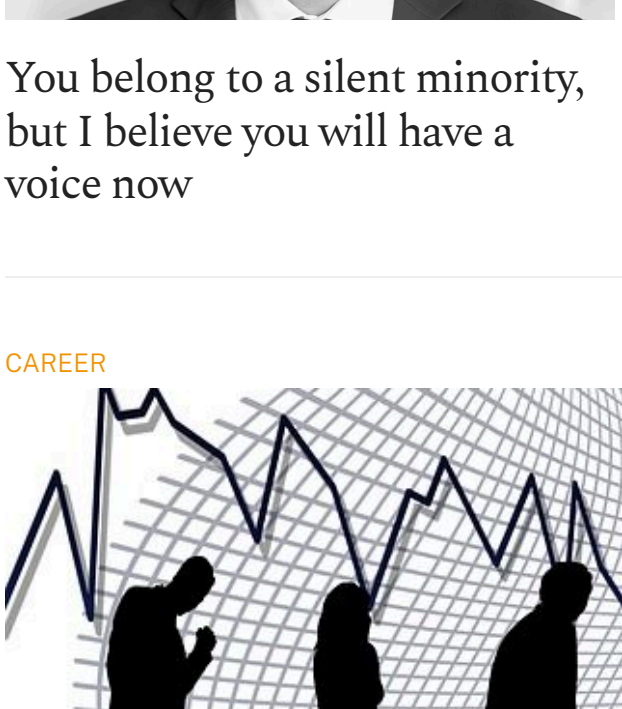 You belong to a silent minority,
but I believe you will have a
voice now
CAREER